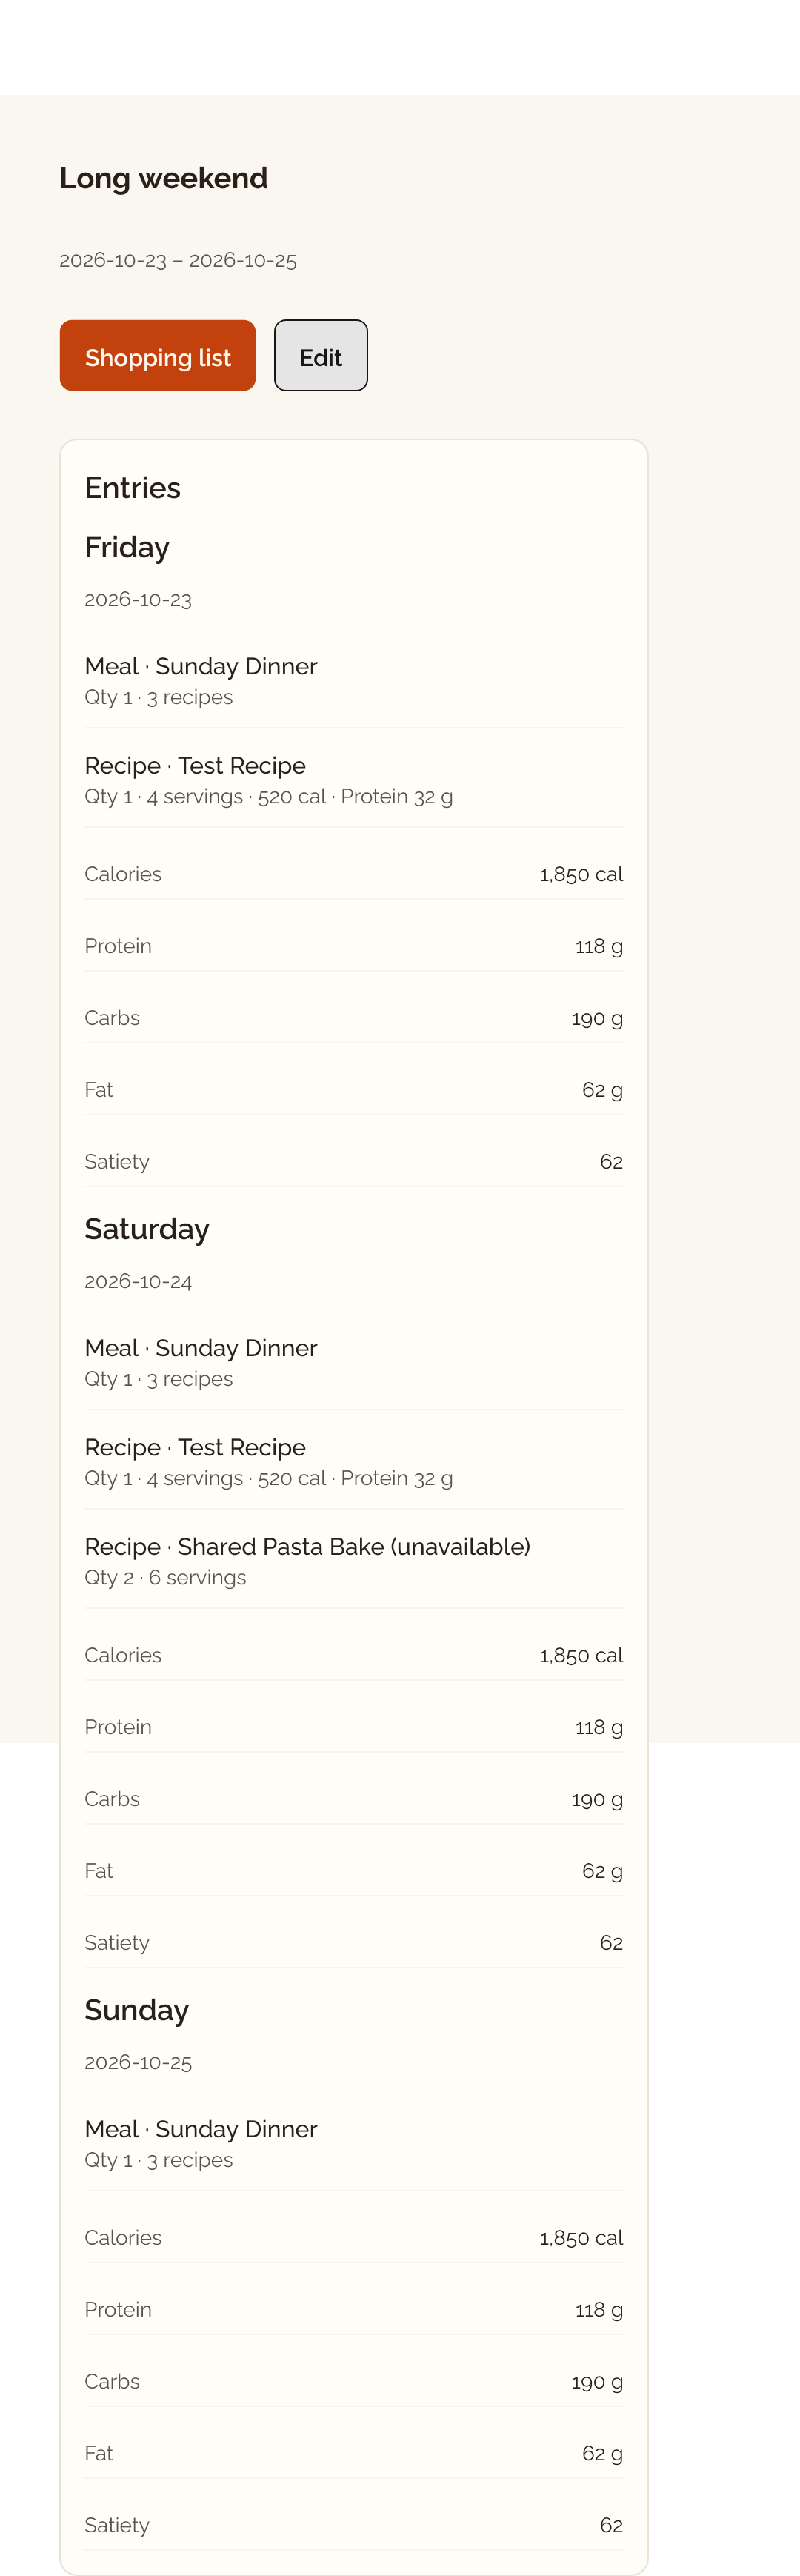 Long weekend
2026-10-23 – 2026-10-25
Shopping list Edit
Entries
Friday
2026-10-23
Meal · Sunday Dinner
Qty 1 · 3 recipes
Recipe · Test Recipe
Qty 1 · 4 servings · 520 cal · Protein 32 g
Calories 1,850 cal
Protein 118 g
Carbs 190 g
Fat 62 g
Satiety 62
Saturday
2026-10-24
Meal · Sunday Dinner
Qty 1 · 3 recipes
Recipe · Test Recipe
Qty 1 · 4 servings · 520 cal · Protein 32 g
Recipe · Shared Pasta Bake (unavailable)
Qty 2 · 6 servings
Calories 1,850 cal
Protein 118 g
Carbs 190 g
Fat 62 g
Satiety 62
Sunday
2026-10-25
Meal · Sunday Dinner
Qty 1 · 3 recipes
Calories 1,850 cal
Protein 118 g
Carbs 190 g
Fat 62 g
Satiety 62